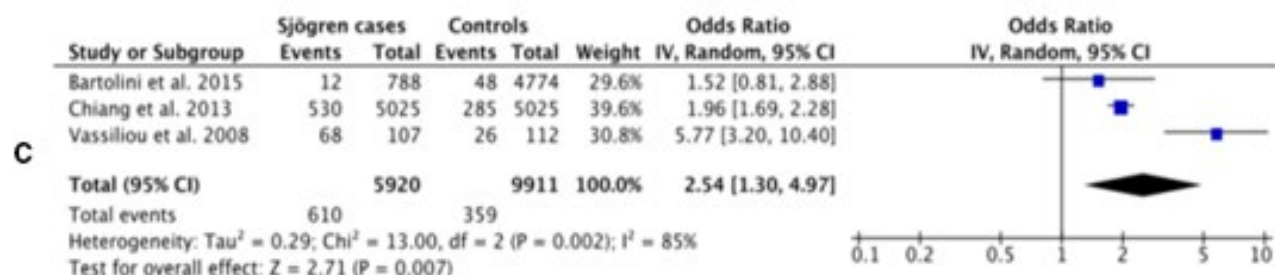 Sjögren cases Controls Odds Ratio Odds Ratio
Study or Subgroup Events Total Events Total Weight IV, Random, 95% CI IV, Random, 95% CI
Bartolini et al. 2015 12 788 48 4774 29.6% 1.52 [0.81, 2.88]
Chiang et al. 2013 530 5025 285 5025 39.6% 1.96 [1.69, 2.28]
Vassiliou et al. 2008 68 107 26 112 30.8% 5.77 [3.20, 10.40]
C
Total (95% CI) 5920 9911 100.0% 2.54 [1.30, 4.97]
Total events 610 359
Heterogeneity: Tau² = 0.29; Chi² = 13.00, df = 2 (P = 0.002); I² = 85%
Test for overall effect: Z = 2.71 (P = 0.007)
0.1 0.2 0.5 1 2 5 10